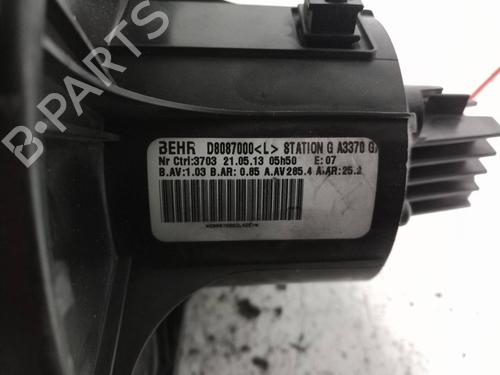 B-PARTS
BEHR D8087000<L> STATION G A3370 G
Nr Ctrl:3703 21.05.13 05h50 E:07
B.AV:1.03 B.AR: 0.85 A.AV285.4 A.AR:25.2